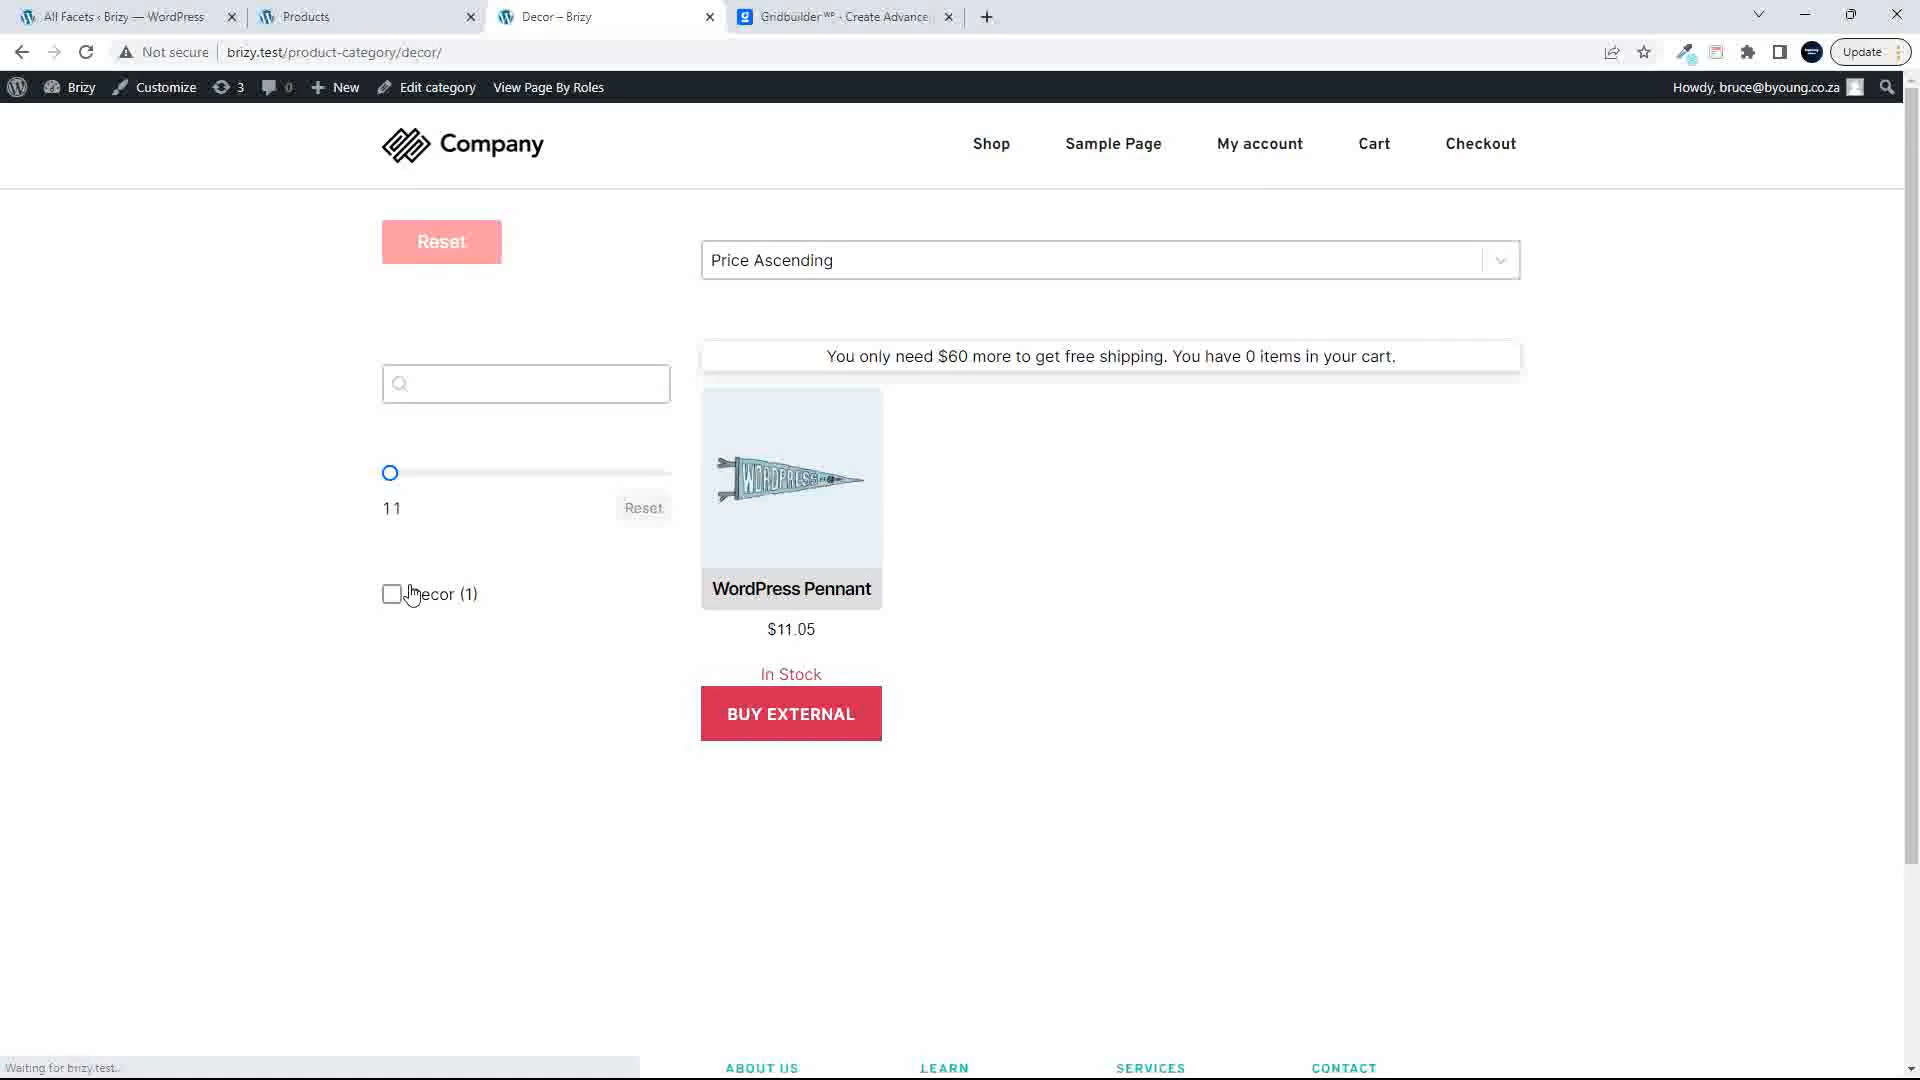 All Facets ‹ Brizy — WordPress
Products
Decor – Brizy
Gridbuilder ᵂᴾ - Create Advance
Not secure
brizy.test/product-category/decor/
Update
Brizy
Customize
3
0
New
Edit category
View Page By Roles
Howdy, bruce@byoung.co.za
Company
Shop
Sample Page
My account
Cart
Checkout
Reset
Price Ascending
You only need $60 more to get free shipping. You have 0 items in your cart.
WORDPRESS
11
Reset
ecor (1)
WordPress Pennant
$11.05
In Stock
BUY EXTERNAL
Waiting for brizy.test...
ABOUT US
LEARN
SERVICES
CONTACT